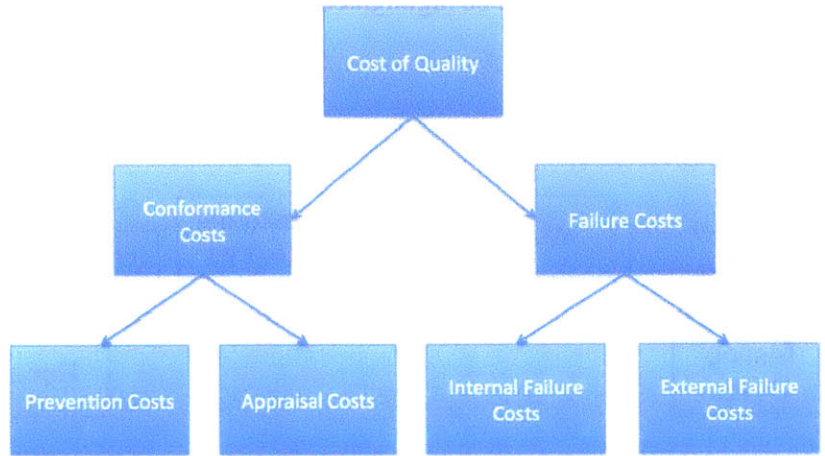 Cost of Quality
Conformance
Costs
Failure Costs
Prevention Costs
Appraisal Costs
Internal Failure
Costs
External Failure
Costs